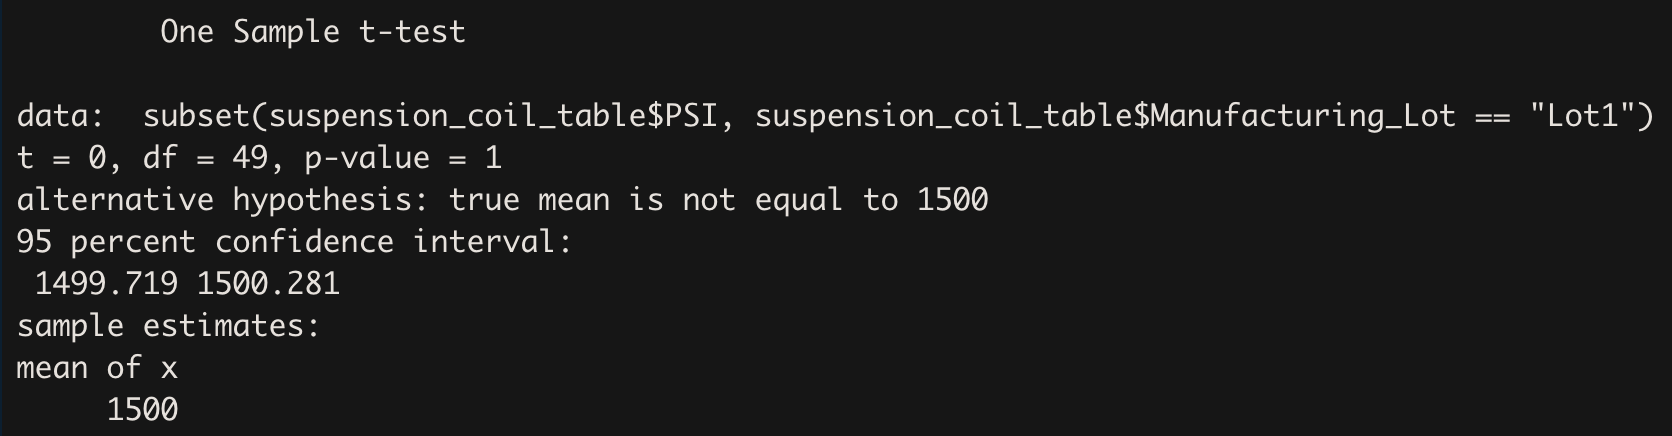 One Sample t-test
data:  subset(suspension_coil_table$PSI, suspension_coil_table$Manufacturing_Lot == "Lot1")
t = 0, df = 49, p-value = 1
alternative hypothesis: true mean is not equal to 1500
95 percent confidence interval:
1499.719 1500.281
sample estimates:
mean of x
1500